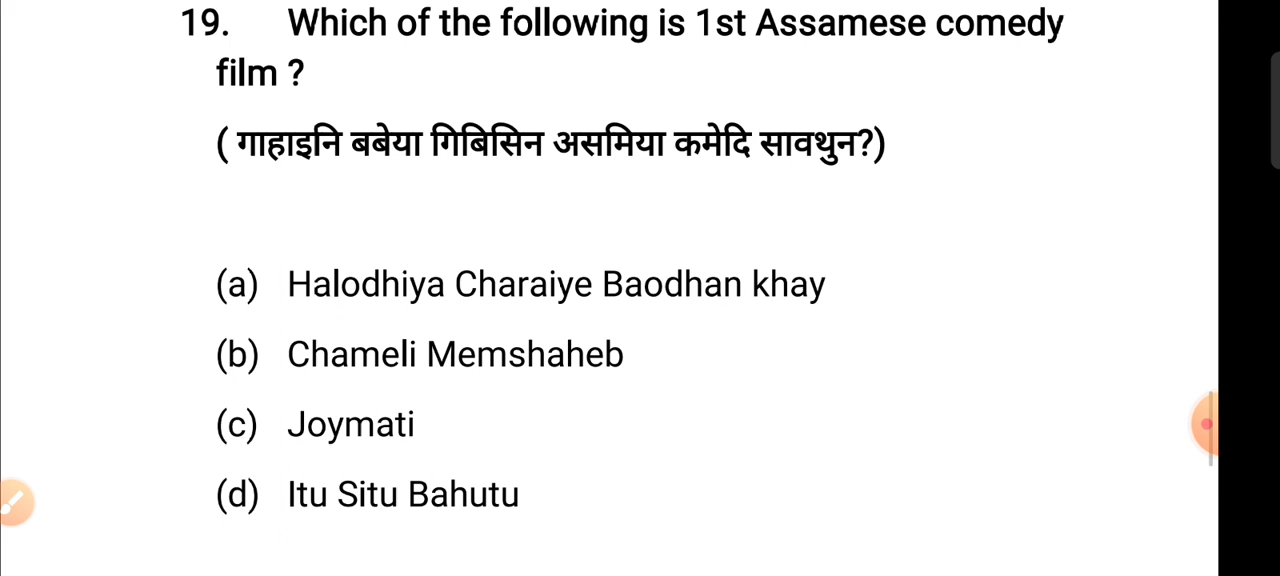 19. Which of the following is 1st Assamese comedy
film ?
( गाहाइनि बबेया गिबिसिन असमिया कमेदि सावथुन?)
(a) Halodhiya Charaiye Baodhan khay
(b) Chameli Memshaheb
(c) Joymati
(d) Itu Situ Bahutu